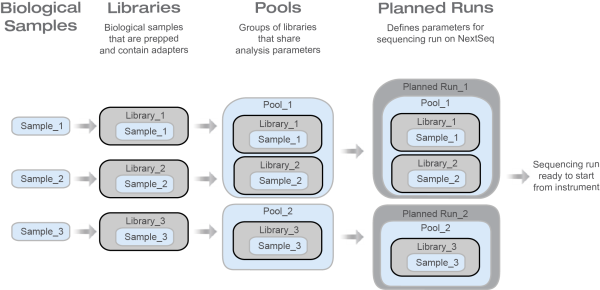 Biological
Samples
Libraries
Biological samples
that are prepped
and contain adapters
Pools
Groups of libraries
that share
analysis parameters
Planned Runs
Defines parameters for
sequencing run on NextSeq
Sample_1
Library_1
Sample_1
Pool_1
Library_1
Sample_1
Planned Run_1
Pool_1
Library_1
Sample_1
Sample_2
Library_2
Sample_2
Library_2
Sample_2
Library_2
Sample_2
Sequencing run
ready to start
from instrument
Sample_3
Library_3
Sample_3
Pool_2
Library_3
Sample_3
Planned Run_2
Pool_2
Library_3
Sample_3